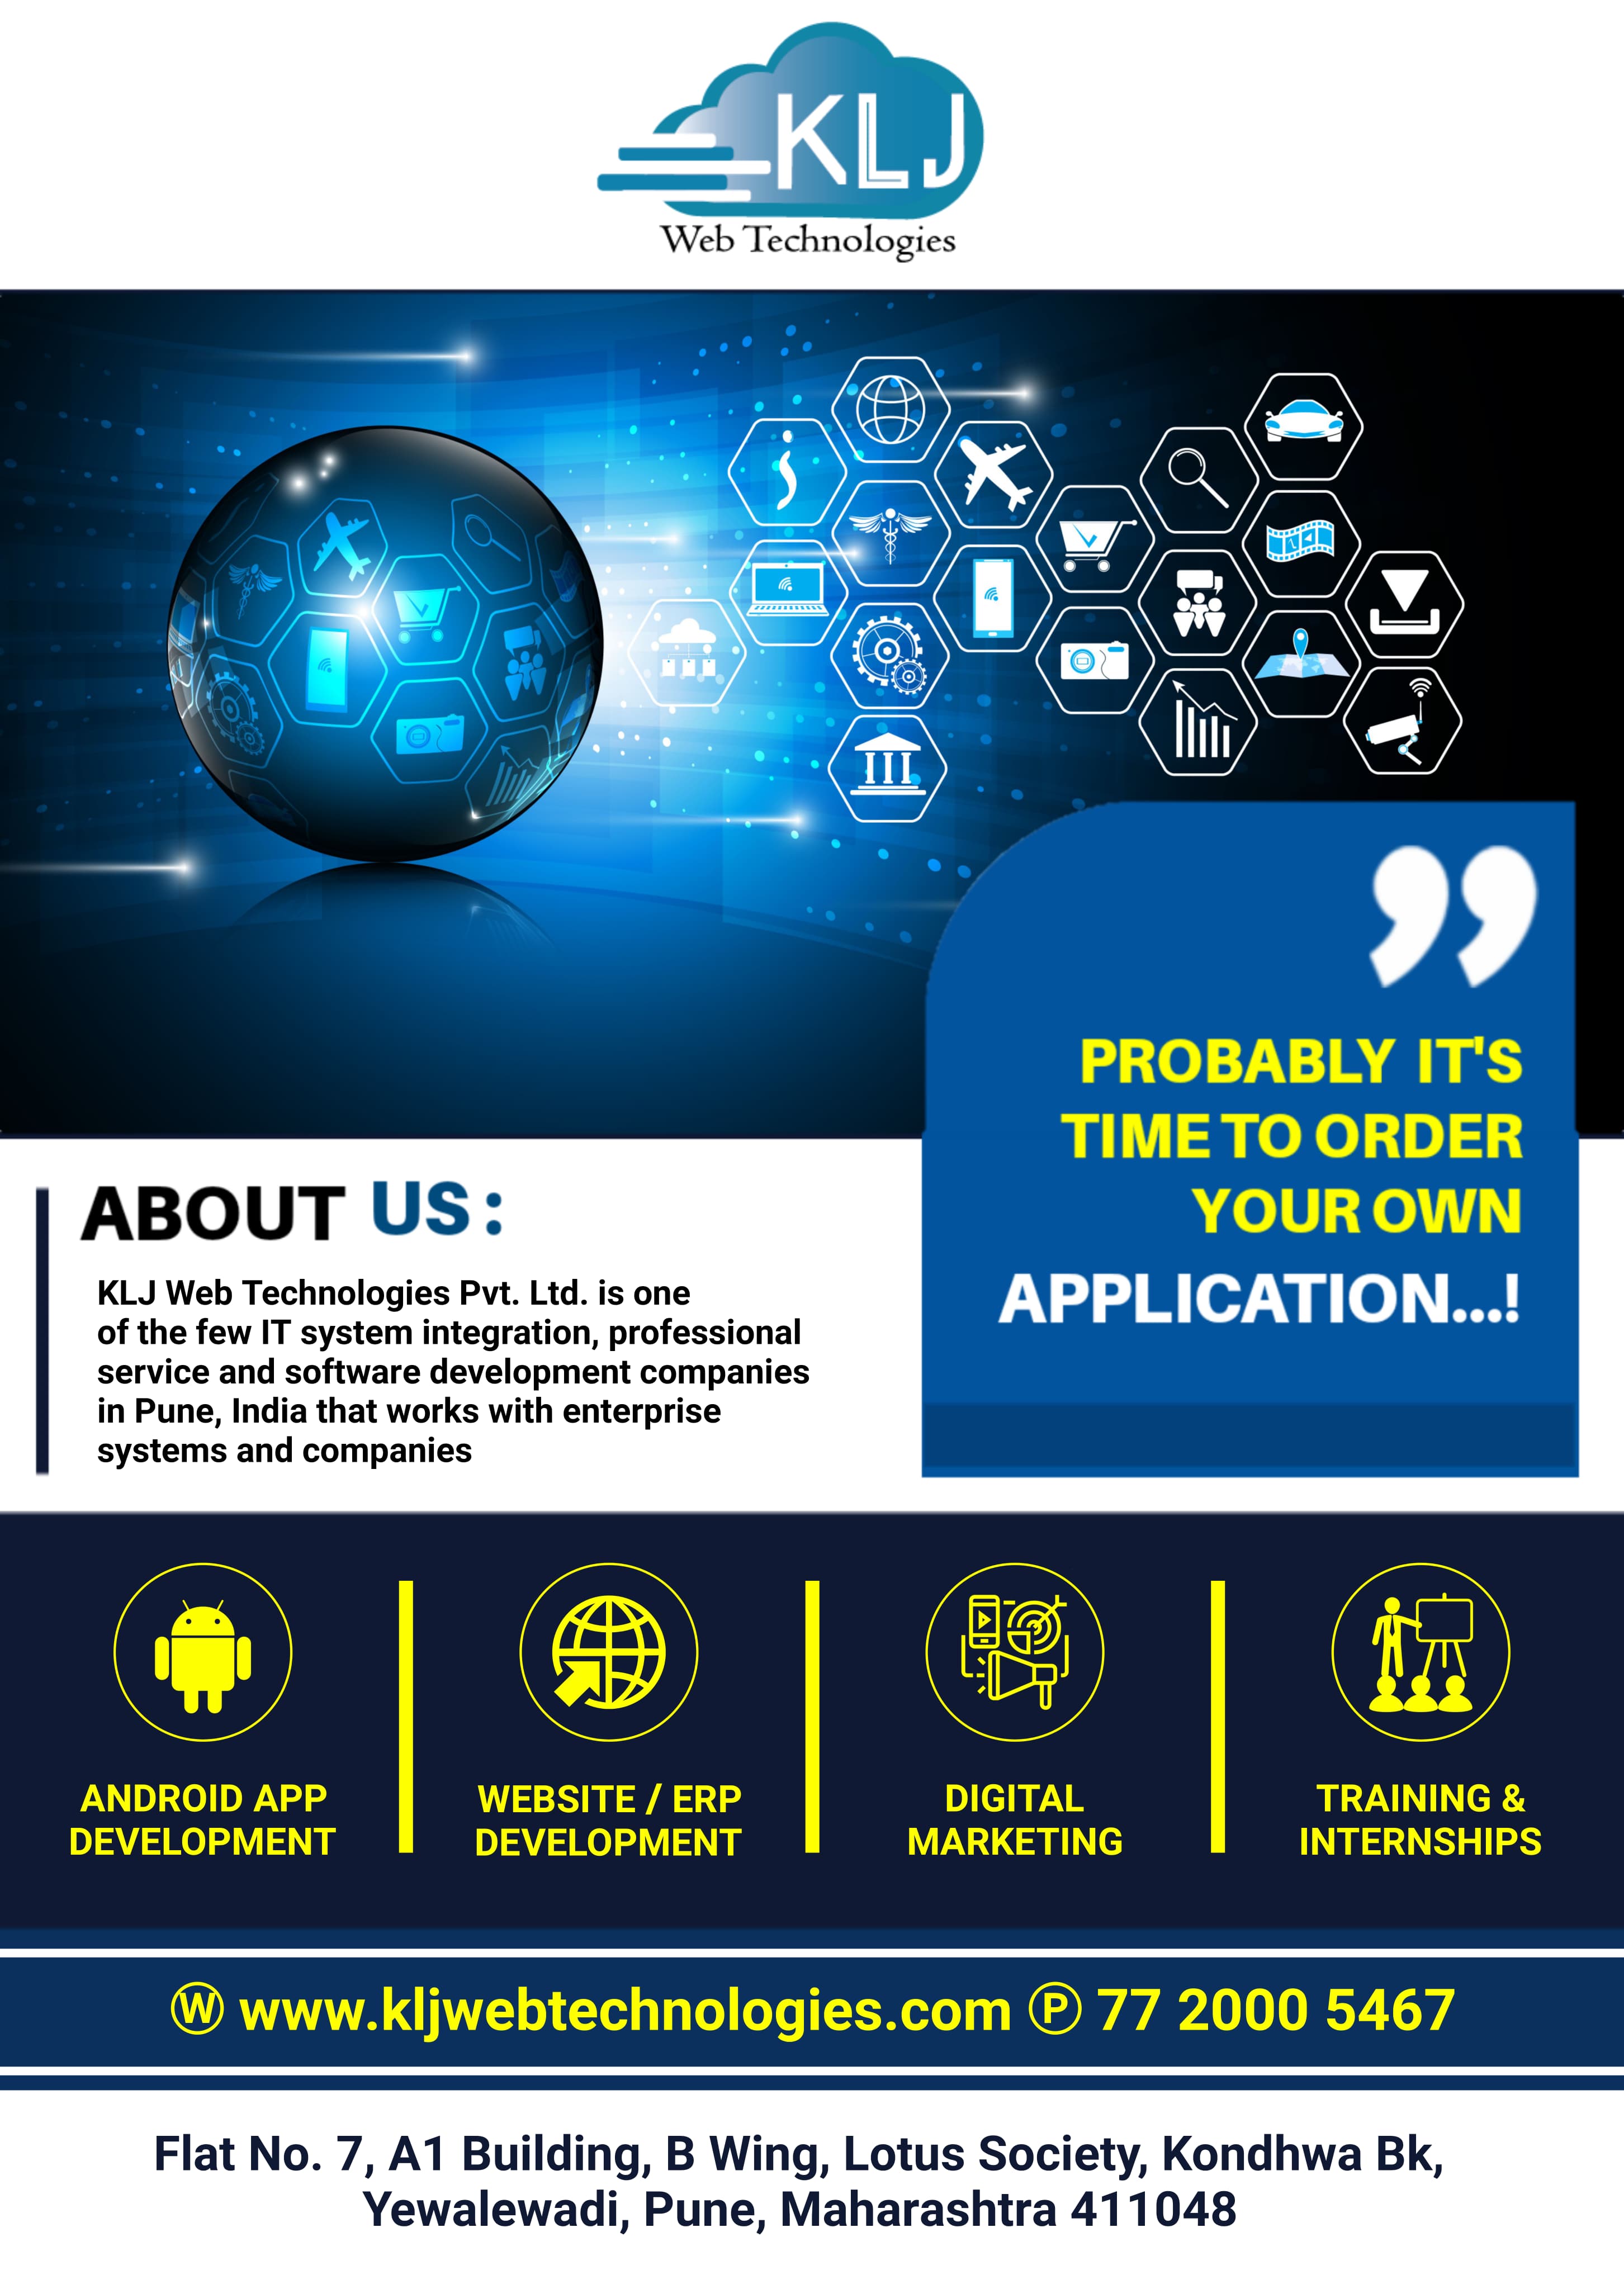 KLJ
Web Technologies
PROBABLY IT'S
TIME TO ORDER
YOUR OWN
APPLICATION...!
ABOUT US:
KLJ Web Technologies Pvt. Ltd. is one
of the few IT system integration, professional
service and software development companies
in Pune, India that works with enterprise
systems and companies
ANDROID APP
DEVELOPMENT
WEBSITE / ERP
DEVELOPMENT
DIGITAL
MARKETING
TRAINING &
INTERNSHIPS
Ⓦ www.kljwebtechnologies.com Ⓟ 77 2000 5467
Flat No. 7, A1 Building, B Wing, Lotus Society, Kondhwa Bk,
Yewalewadi, Pune, Maharashtra 411048